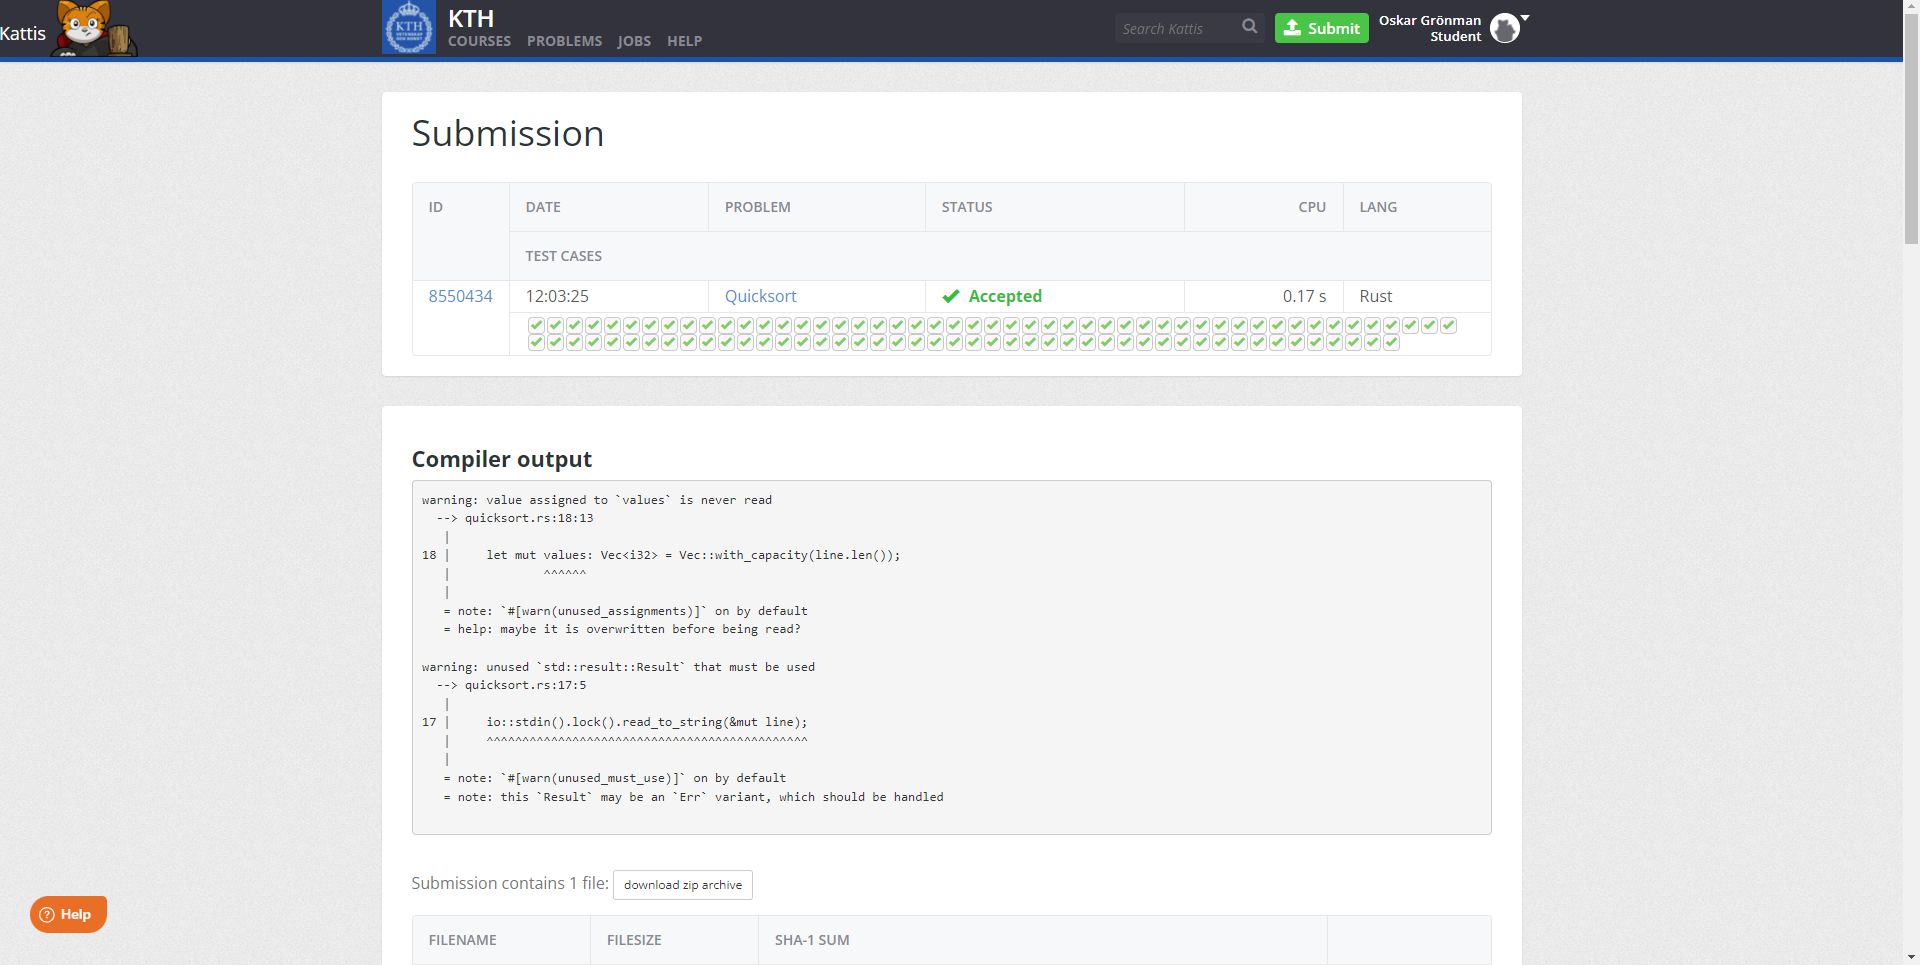 Kattis
KTH
KTH
COURSES PROBLEMS JOBS HELP
Search Kattis
Submit
Oskar Grönman
Student
Submission
ID DATE PROBLEM STATUS CPU LANG
TEST CASES
8550434 12:03:25 Quicksort Accepted 0.17 s Rust
Compiler output
warning: value assigned to `values` is never read
  --> quicksort.rs:18:13
   |
18 |     let mut values: Vec<i32> = Vec::with_capacity(line.len());
   |             ^^^^^^
   |
   = note: `#[warn(unused_assignments)]` on by default
   = help: maybe it is overwritten before being read?
warning: unused `std::result::Result` that must be used
  --> quicksort.rs:17:5
   |
17 |     io::stdin().lock().read_to_string(&mut line);
   |     ^^^^^^^^^^^^^^^^^^^^^^^^^^^^^^^^^^^^^^^^^^^^^
   |
   = note: `#[warn(unused_must_use)]` on by default
   = note: this `Result` may be an `Err` variant, which should be handled
Submission contains 1 file: download zip archive
Help
FILENAME FILESIZE SHA-1 SUM